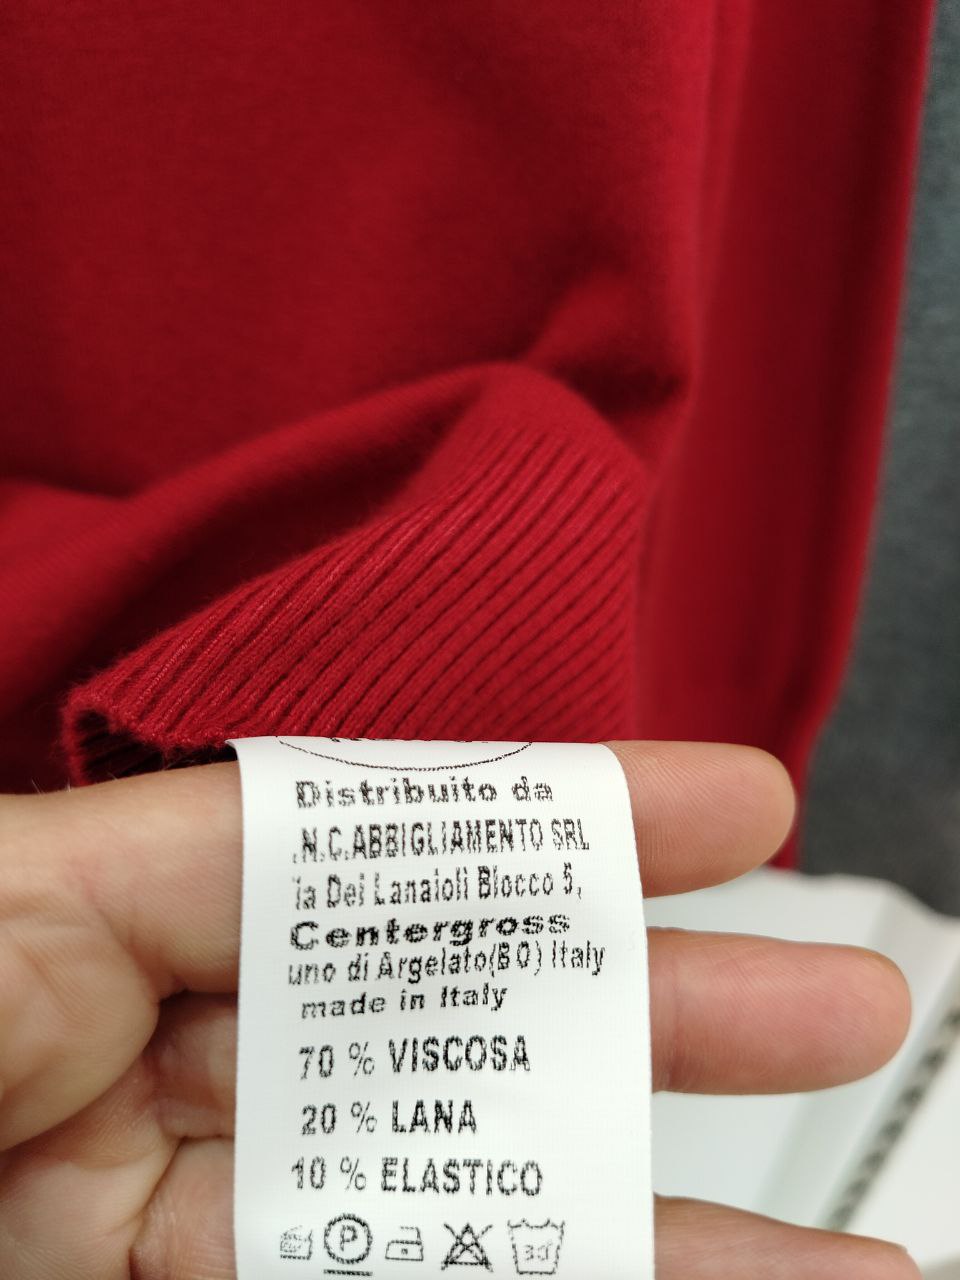 Distribuito da
.N.C.ABBIGLIAMENTO SRL
ia Dei Lanaioli Blocco 5,
Centergross
uno di Argelato(BO) Italy
made in Italy
70 % VISCOSA
20 % LANA
10 % ELASTICO
P
30°